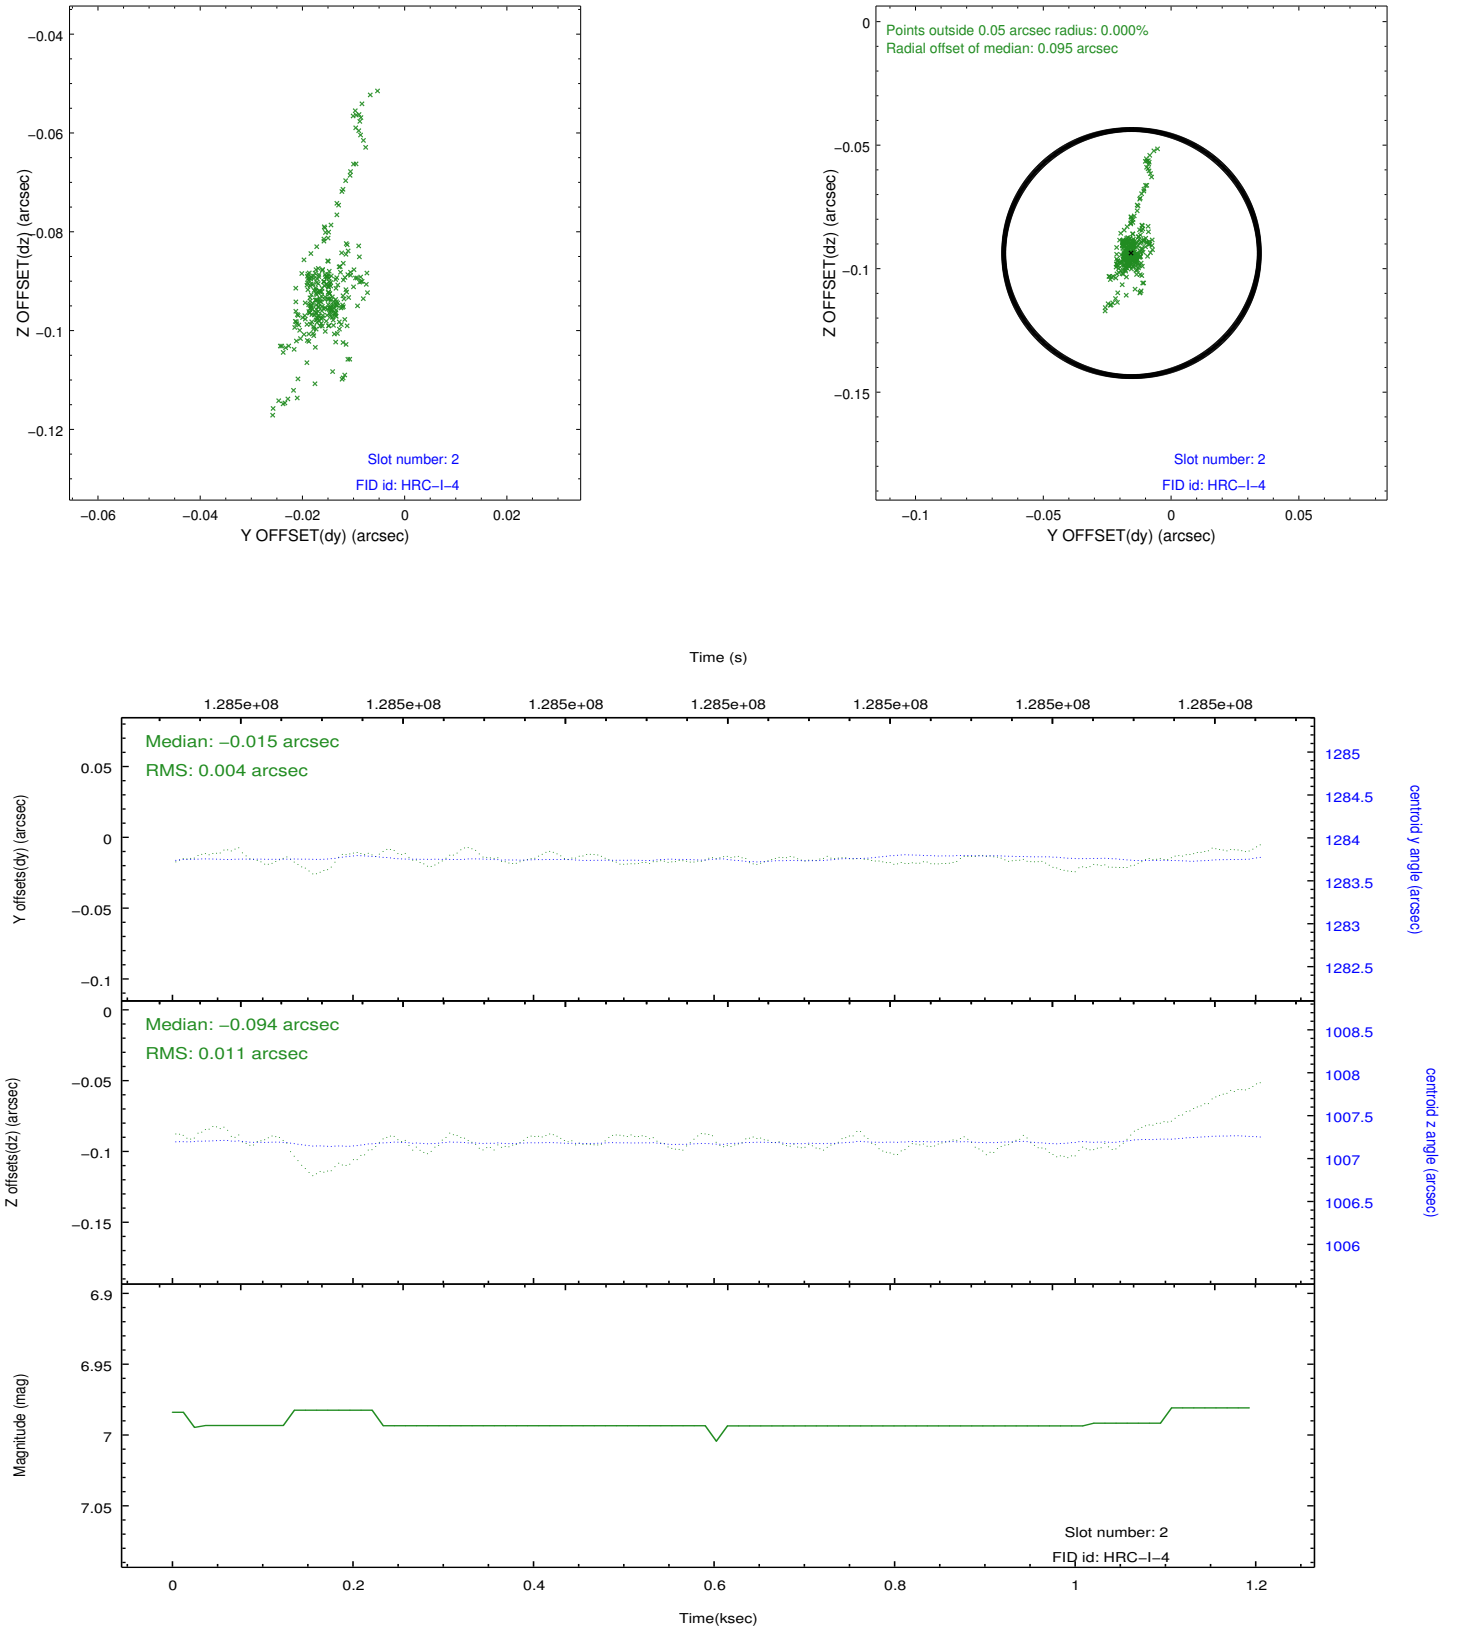 −0.04
−0.06
−0.08
−0.1
−0.12
Z OFFSET(dz) (arcsec)
Slot number: 2
FID id: HRC−I−4
−0.06 −0.04 −0.02 0 0.02
Y OFFSET(dy) (arcsec)
Points outside 0.05 arcsec radius: 0.000%
Radial offset of median: 0.095 arcsec
0
−0.05
−0.1
−0.15
Z OFFSET(dz) (arcsec)
Slot number: 2
FID id: HRC−I−4
−0.1 −0.05 0 0.05
Y OFFSET(dy) (arcsec)
Time (s)
1.285e+08 1.285e+08 1.285e+08 1.285e+08 1.285e+08 1.285e+08 1.285e+08
Median: −0.015 arcsec
RMS: 0.004 arcsec
0.05
0
−0.05
−0.1
Y offsets(dy) (arcsec)
1285
1284.5
1284
1283.5
1283
1282.5
centroid y angle (arcsec)
Median: −0.094 arcsec
RMS: 0.011 arcsec
0
−0.05
−0.1
−0.15
Z offsets(dz) (arcsec)
1008.5
1008
1007.5
1007
1006.5
1006
centroid z angle (arcsec)
6.9
6.95
7
7.05
Magnitude (mag)
Slot number: 2
FID id: HRC−I−4
0 0.2 0.4 0.6 0.8 1 1.2
Time(ksec)